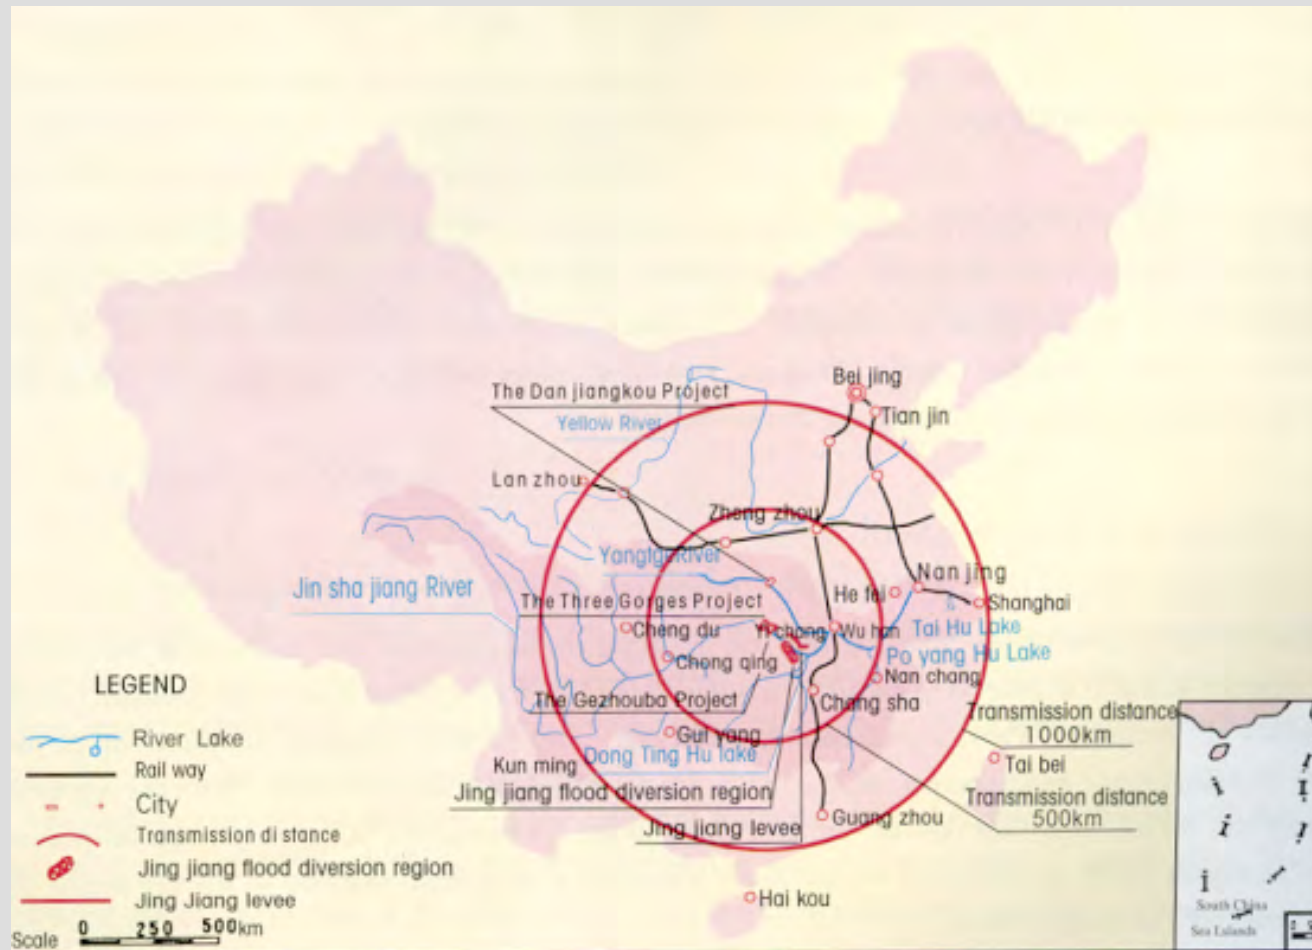 Bei jing
The Dan jiangkou Project
Tian jin
Yellow River
Lan zhou
Zheng zhou
YangtgeRiver
Nan jing
Jin sha jiang River
He fei
Shanghai
The Three Gorges Project
Cheng du
Yi chang
Wu han
Tai Hu Lake
Po yang Hu Lake
Chong qing
Nan chang
The Gezhouba Project
Chang sha
Transmission distance
1000km
Gui yang
Dong Ting Hu lake
Kun ming
Tai bei
Jing jiang flood diversion region
Transmission distance
500km
Jing jiang levee
Guang zhou
Hai kou
LEGEND
River Lake
Rail way
City
Transmission di stance
Jing jiang flood diversion region
Jing Jiang levee
Scale 0 250 500km
South China
Sea Lslands